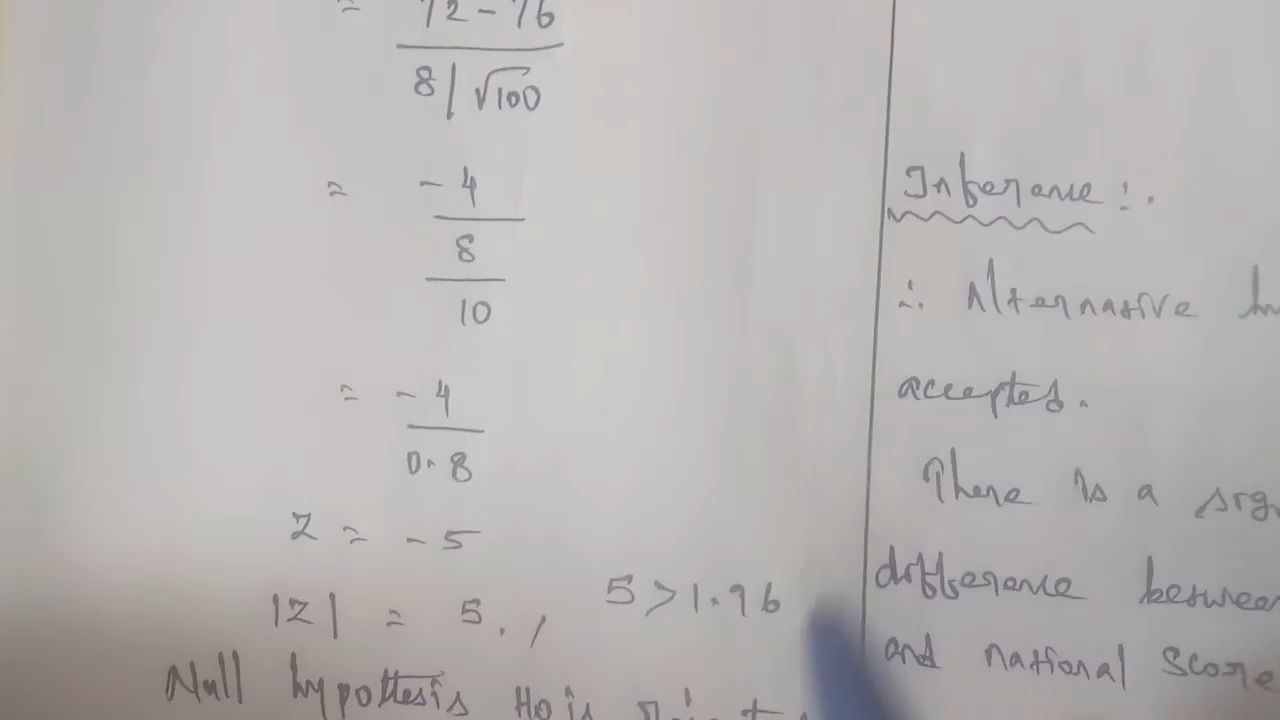 = 72 - 76
8/√100
= -4
8
10
= -4
0.8
Z = -5
|Z| = 5., 5 > 1.96
Null hypothesis Ho is
Inference:.
∴ Alternative
accepted.
There is a
difference between
and national score